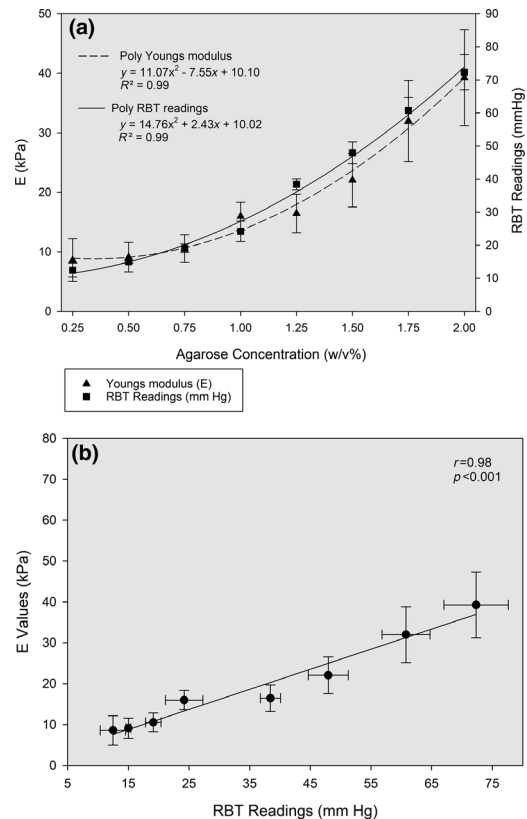 (a)
Poly Youngs modulus
y = 11.07x² - 7.55x + 10.10
R² = 0.99
Poly RBT readings
y = 14.76x² + 2.43x + 10.02
R² = 0.99
E (kPa)
50
40
30
20
10
0
RBT Readings (mmHg)
90
80
70
60
50
40
30
20
10
0
0.25 0.50 0.75 1.00 1.25 1.50 1.75 2.00
Agarose Concentration (w/v%)
Youngs modulus (E)
RBT Readings (mm Hg)
(b)
r=0.98
p<0.001
E Values (kPa)
80
70
60
50
40
30
20
10
0
5 15 25 35 45 55 65 75
RBT Readings (mm Hg)